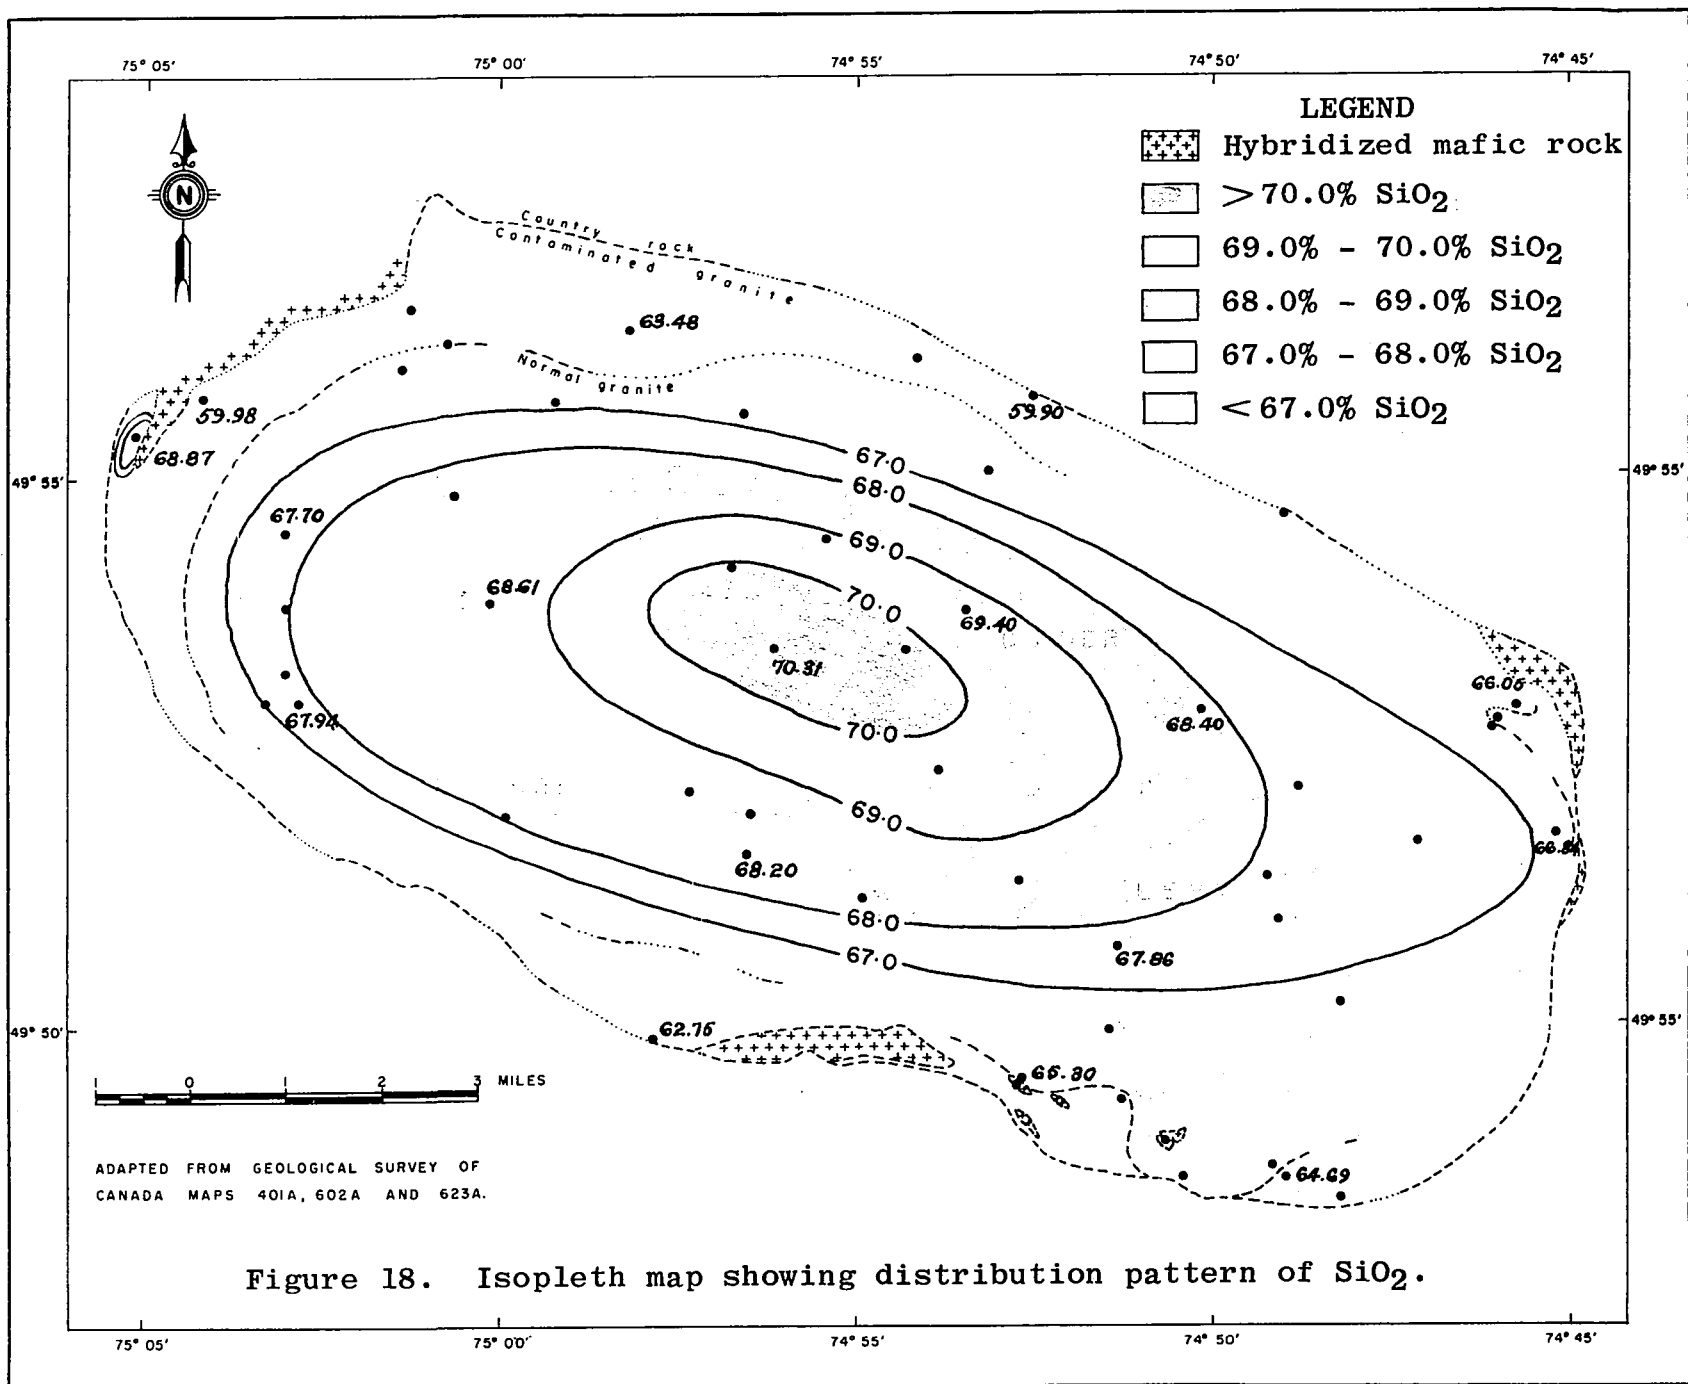 75° 05'
75° 00'
74° 55'
74° 50'
74° 45'
N
LEGEND
Hybridized mafic rock
>70.0% SiO2
69.0% - 70.0% SiO2
68.0% - 69.0% SiO2
67.0% - 68.0% SiO2
<67.0% SiO2
Country rock
Contaminated granite
63.48
Normal granite
59.98
59.90
68.87
67.0
68.0
49° 55'
49° 55'
67.70
69.0
68.61
70.0
69.40
70.31
66.05
67.94
70.0
68.40
69.0
68.20
68.0
67.0
67.86
49° 50'
49° 55'
62.75
65.80
1 0 1 2 3 MILES
64.69
ADAPTED FROM GEOLOGICAL SURVEY OF
CANADA MAPS 401A, 602A AND 623A.
Figure 18. Isopleth map showing distribution pattern of SiO2.
75° 05'
75° 00'
74° 55'
74° 50'
74° 45'